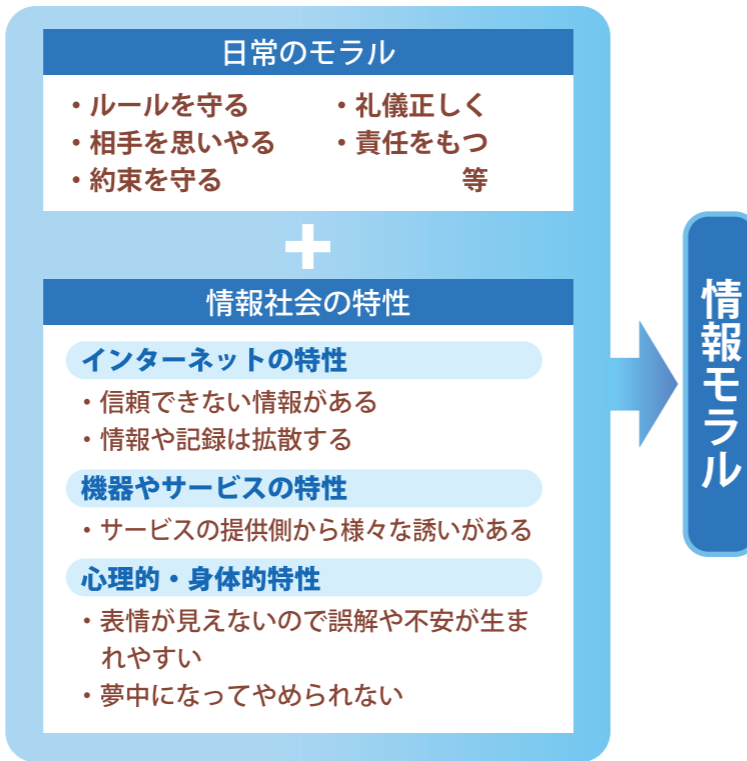 日常のモラル
・ルールを守る
・相手を思いやる
・約束を守る
・礼儀正しく
・責任をもつ
等
+
情報社会の特性
インターネットの特性
・信頼できない情報がある
・情報や記録は拡散する
機器やサービスの特性
・サービスの提供側から様々な誘いがある
心理的・身体的特性
・表情が見えないので誤解や不安が生ま
れやすい
・夢中になってやめられない
情報モラル